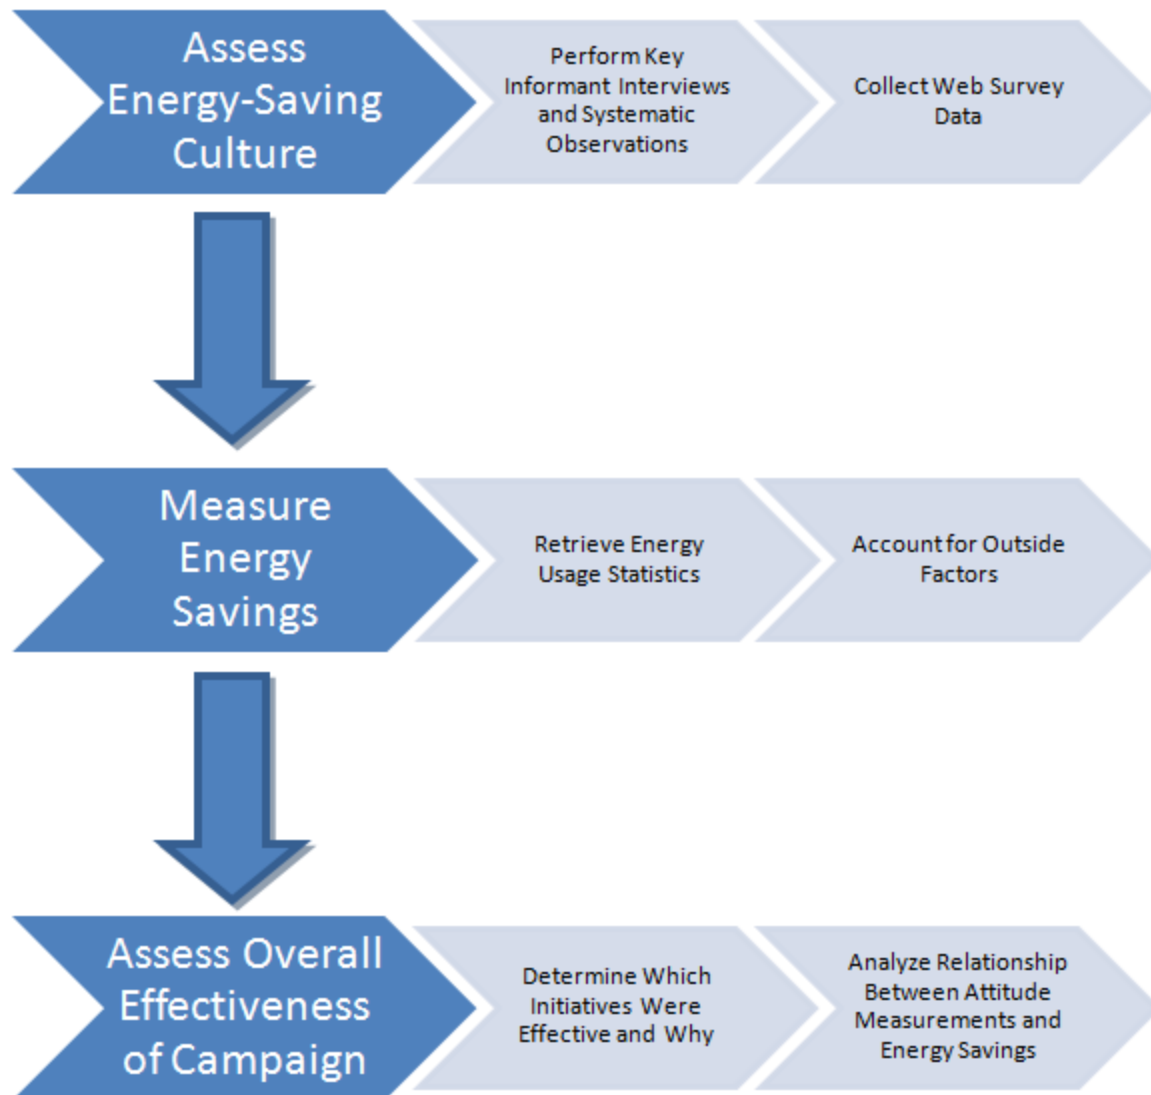 Assess
Energy-Saving
Culture
Perform Key
Informant Interviews
and Systematic
Observations
Collect Web Survey
Data
Measure
Energy
Savings
Retrieve Energy
Usage Statistics
Account for Outside
Factors
Assess Overall
Effectiveness
of Campaign
Determine Which
Initiatives Were
Effective and Why
Analyze Relationship
Between Attitude
Measurements and
Energy Savings